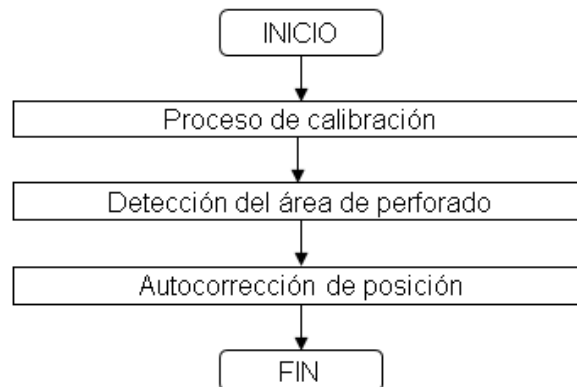 INICIO
Proceso de calibración
Detección del área de perforado
Autocorrección de posición
FIN